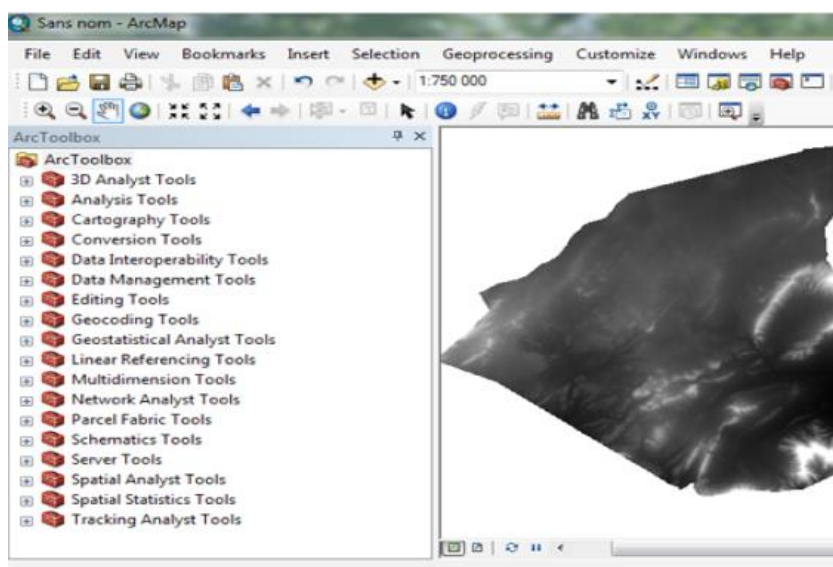 Sans nom - ArcMap
File Edit View Bookmarks Insert Selection Geoprocessing Customize Windows Help
1:750 000
ArcToolbox
ArcToolbox
3D Analyst Tools
Analysis Tools
Cartography Tools
Conversion Tools
Data Interoperability Tools
Data Management Tools
Editing Tools
Geocoding Tools
Geostatistical Analyst Tools
Linear Referencing Tools
Multidimension Tools
Network Analyst Tools
Parcel Fabric Tools
Schematics Tools
Server Tools
Spatial Analyst Tools
Spatial Statistics Tools
Tracking Analyst Tools